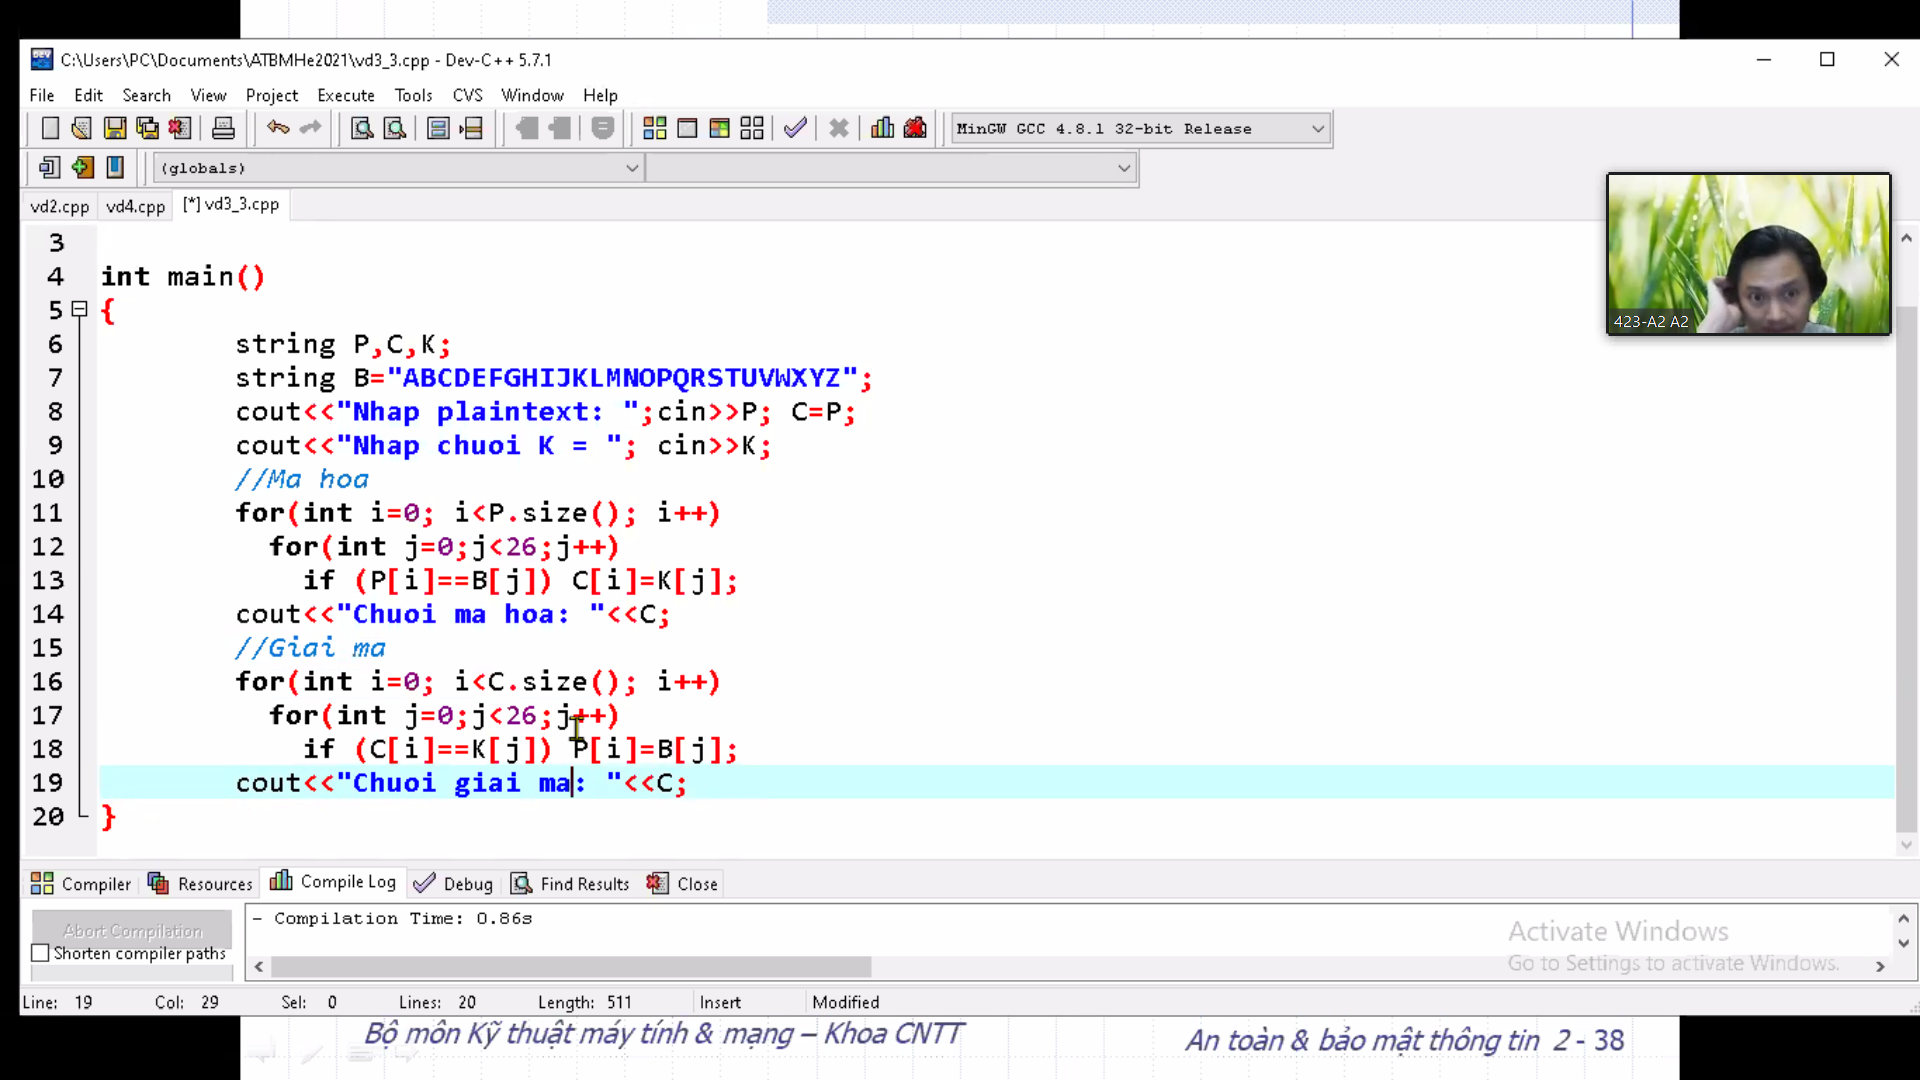 C:\Users\PC\Documents\ATBMHe2021\vd3_3.cpp - Dev-C++ 5.7.1
File Edit Search View Project Execute Tools CVS Window Help
MinGW GCC 4.8.1 32-bit Release
(globals)
vd2.cpp vd4.cpp [*] vd3_3.cpp
423-A2 A2
3
4 int main()
5 {
6 string P,C,K;
7 string B="ABCDEFGHIJKLMNOPQRSTUVWXYZ";
8 cout<<"Nhap plaintext: ";cin>>P; C=P;
9 cout<<"Nhap chuoi K = "; cin>>K;
10 //Ma hoa
11 for(int i=0; i<P.size(); i++)
12 for(int j=0;j<26;j++)
13 if (P[i]==B[j]) C[i]=K[j];
14 cout<<"Chuoi ma hoa: "<<C;
15 //Giai ma
16 for(int i=0; i<C.size(); i++)
17 for(int j=0;j<26;j++)
18 if (C[i]==K[j]) P[i]=B[j];
19 cout<<"Chuoi giai ma: "<<C;
20 }
Compiler Resources Compile Log Debug Find Results Close
Abort Compilation
Shorten compiler paths
- Compilation Time: 0.86s
Activate Windows
Go to Settings to activate Windows.
Line: 19 Col: 29 Sel: 0 Lines: 20 Length: 511 Insert Modified
Bộ môn Kỹ thuật máy tính & mạng – Khoa CNTT
An toàn & bảo mật thông tin 2 - 38